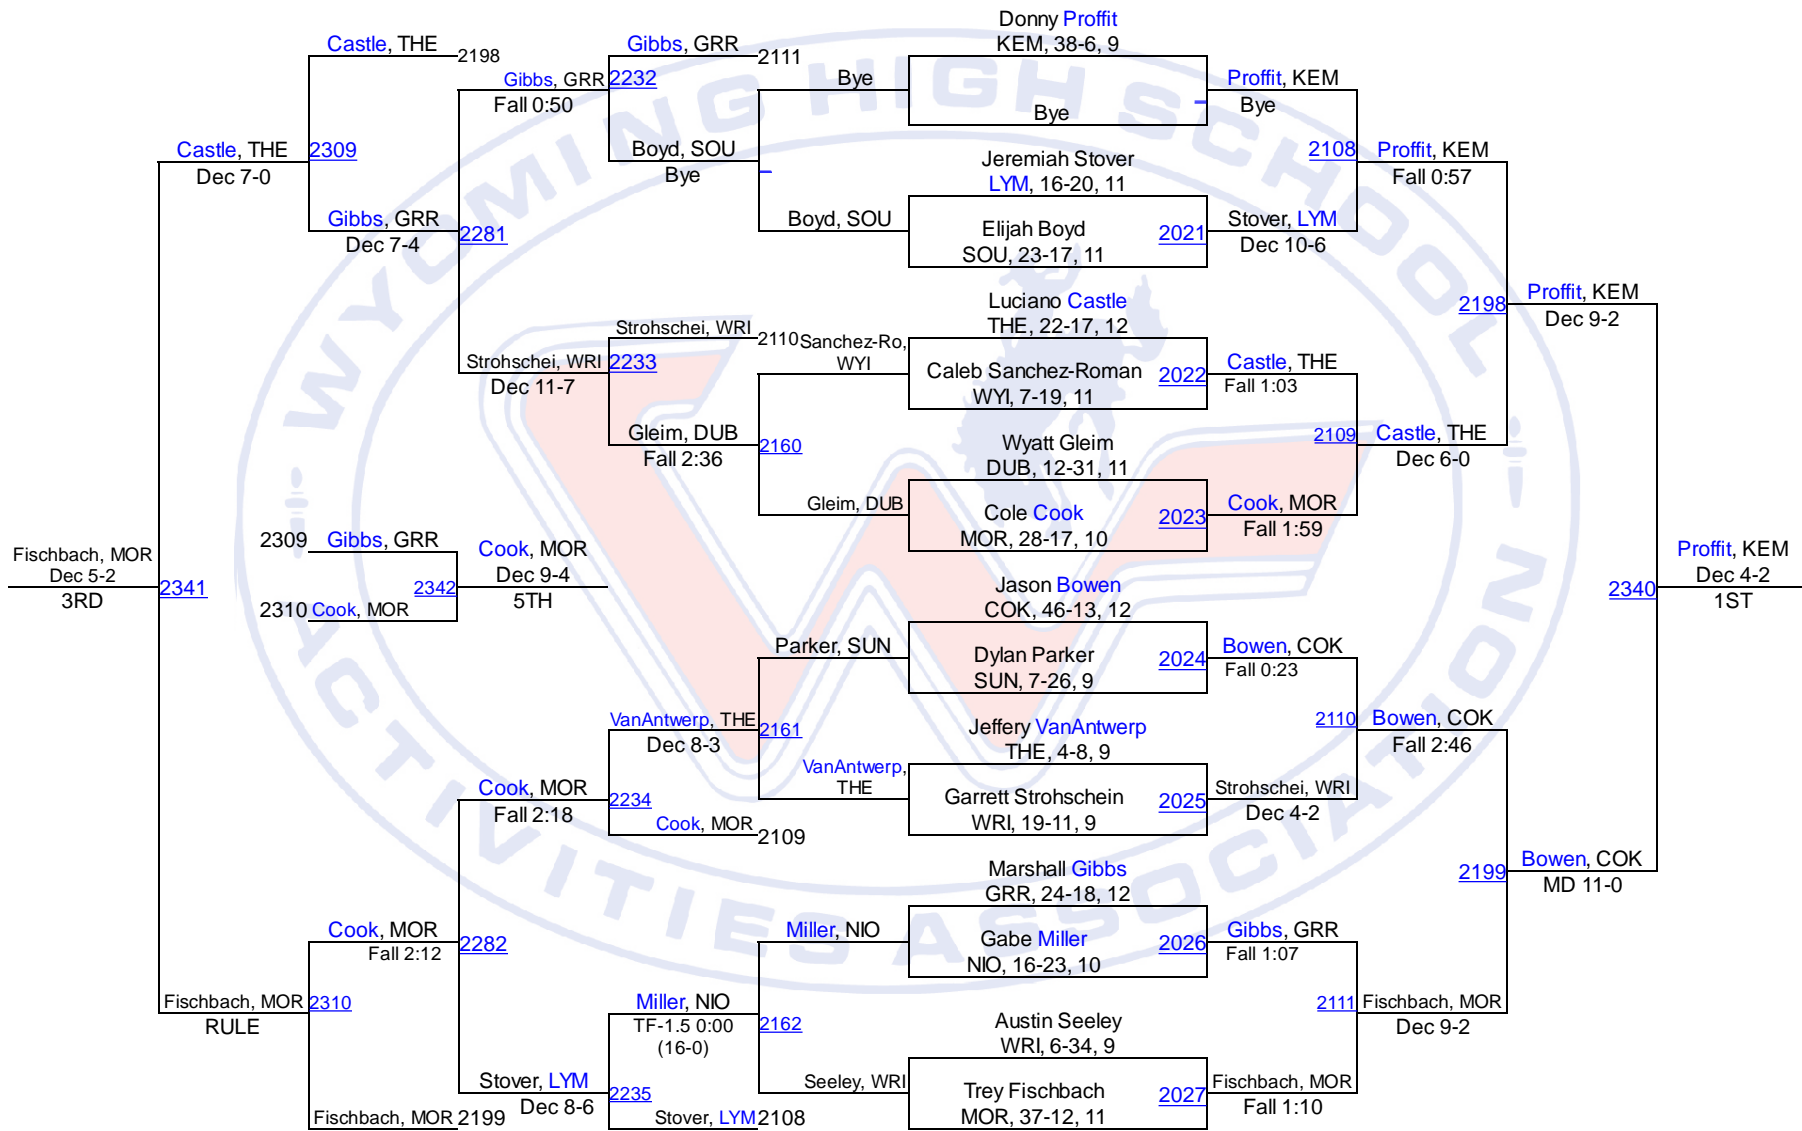 Donny Proffit
KEM, 38-6, 9
Bye
Jeremiah Stover
LYM, 16-20, 11
Elijah Boyd
SOU, 23-17, 11
2021
Luciano Castle
THE, 22-17, 12
Caleb Sanchez-Roman
WYI, 7-19, 11
2022
Wyatt Gleim
DUB, 12-31, 11
Cole Cook
MOR, 28-17, 10
2023
Jason Bowen
COK, 46-13, 12
Dylan Parker
SUN, 7-26, 9
2024
Jeffery VanAntwerp
THE, 4-8, 9
Garrett Strohschein
WRI, 19-11, 9
2025
Marshall Gibbs
GRR, 24-18, 12
Gabe Miller
NIO, 16-23, 10
2026
Austin Seeley
WRI, 6-34, 9
Trey Fischbach
MOR, 37-12, 11
2027
Proffit, KEM
Bye
2108
Stover, LYM
Dec 10-6
Castle, THE
Fall 1:03
2109
Cook, MOR
Fall 1:59
Bowen, COK
Fall 0:23
2110
Strohschei, WRI
Dec 4-2
Gibbs, GRR
Fall 1:07
2111
Fischbach, MOR
Fall 1:10
Proffit, KEM
Fall 0:57
2198
Castle, THE
Dec 6-0
Bowen, COK
Fall 2:46
2199
Fischbach, MOR
Dec 9-2
Proffit, KEM
Dec 9-2
2340
Bowen, COK
MD 11-0
Proffit, KEM
Dec 4-2
1ST
Bye
Boyd, SOU
Sanchez-Ro,
WYI
Gleim, DUB
Parker, SUN
VanAntwerp,
THE
Miller, NIO
Seeley, WRI
Gibbs, GRR
2111
2232
Boyd, SOU
Bye
Strohschei, WRI
2110
2233
Gleim, DUB
Fall 2:36
2160
VanAntwerp, THE
Dec 8-3
2161
2234
Cook, MOR
2109
Miller, NIO
TF-1.5 0:00
(16-0)
2162
2235
Stover, LYM
2108
Gibbs, GRR
Fall 0:50
2281
Strohschei, WRI
Dec 11-7
Cook, MOR
Fall 2:18
2282
Stover, LYM
Dec 8-6
Castle, THE
2198
2309
Gibbs, GRR
Dec 7-4
Cook, MOR
Fall 2:12
2310
Fischbach, MOR
2199
Castle, THE
Dec 7-0
2341
Fischbach, MOR
RULE
Fischbach, MOR
Dec 5-2
3RD
2309
Gibbs, GRR
2310
Cook, MOR
2342
Cook, MOR
Dec 9-4
5TH
WYOMING HIGH SCHOOL
ACTIVITIES ASSOCIATION